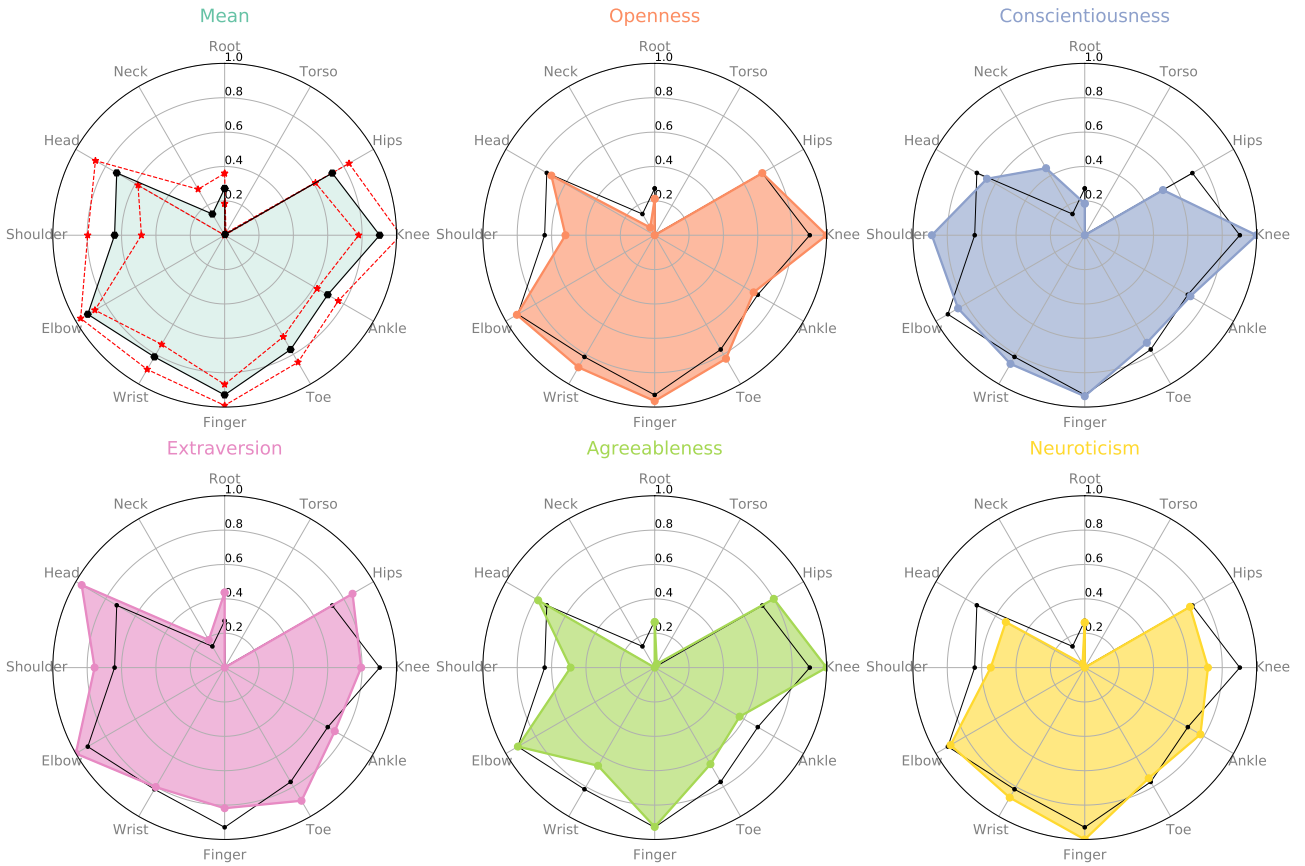 Mean
Root
1.0
Neck
Torso
0.8
Head
Hips
0.6
0.4
0.2
Shoulder
Knee
Elbow
Ankle
Wrist
Toe
Finger
Openness
Root
1.0
Neck
Torso
0.8
Head
Hips
0.6
0.4
0.2
Shoulder
Knee
Elbow
Ankle
Wrist
Toe
Finger
Conscientiousness
Root
1.0
Neck
Torso
0.8
Head
Hips
0.6
0.4
0.2
Shoulder
Knee
Elbow
Ankle
Wrist
Toe
Finger
Extraversion
Root
1.0
Neck
Torso
0.8
Head
Hips
0.6
0.4
0.2
Shoulder
Knee
Elbow
Ankle
Wrist
Toe
Finger
Agreeableness
Root
1.0
Neck
Torso
0.8
Head
Hips
0.6
0.4
0.2
Shoulder
Knee
Elbow
Ankle
Wrist
Toe
Finger
Neuroticism
Root
1.0
Neck
Torso
0.8
Head
Hips
0.6
0.4
0.2
Shoulder
Knee
Elbow
Ankle
Wrist
Toe
Finger